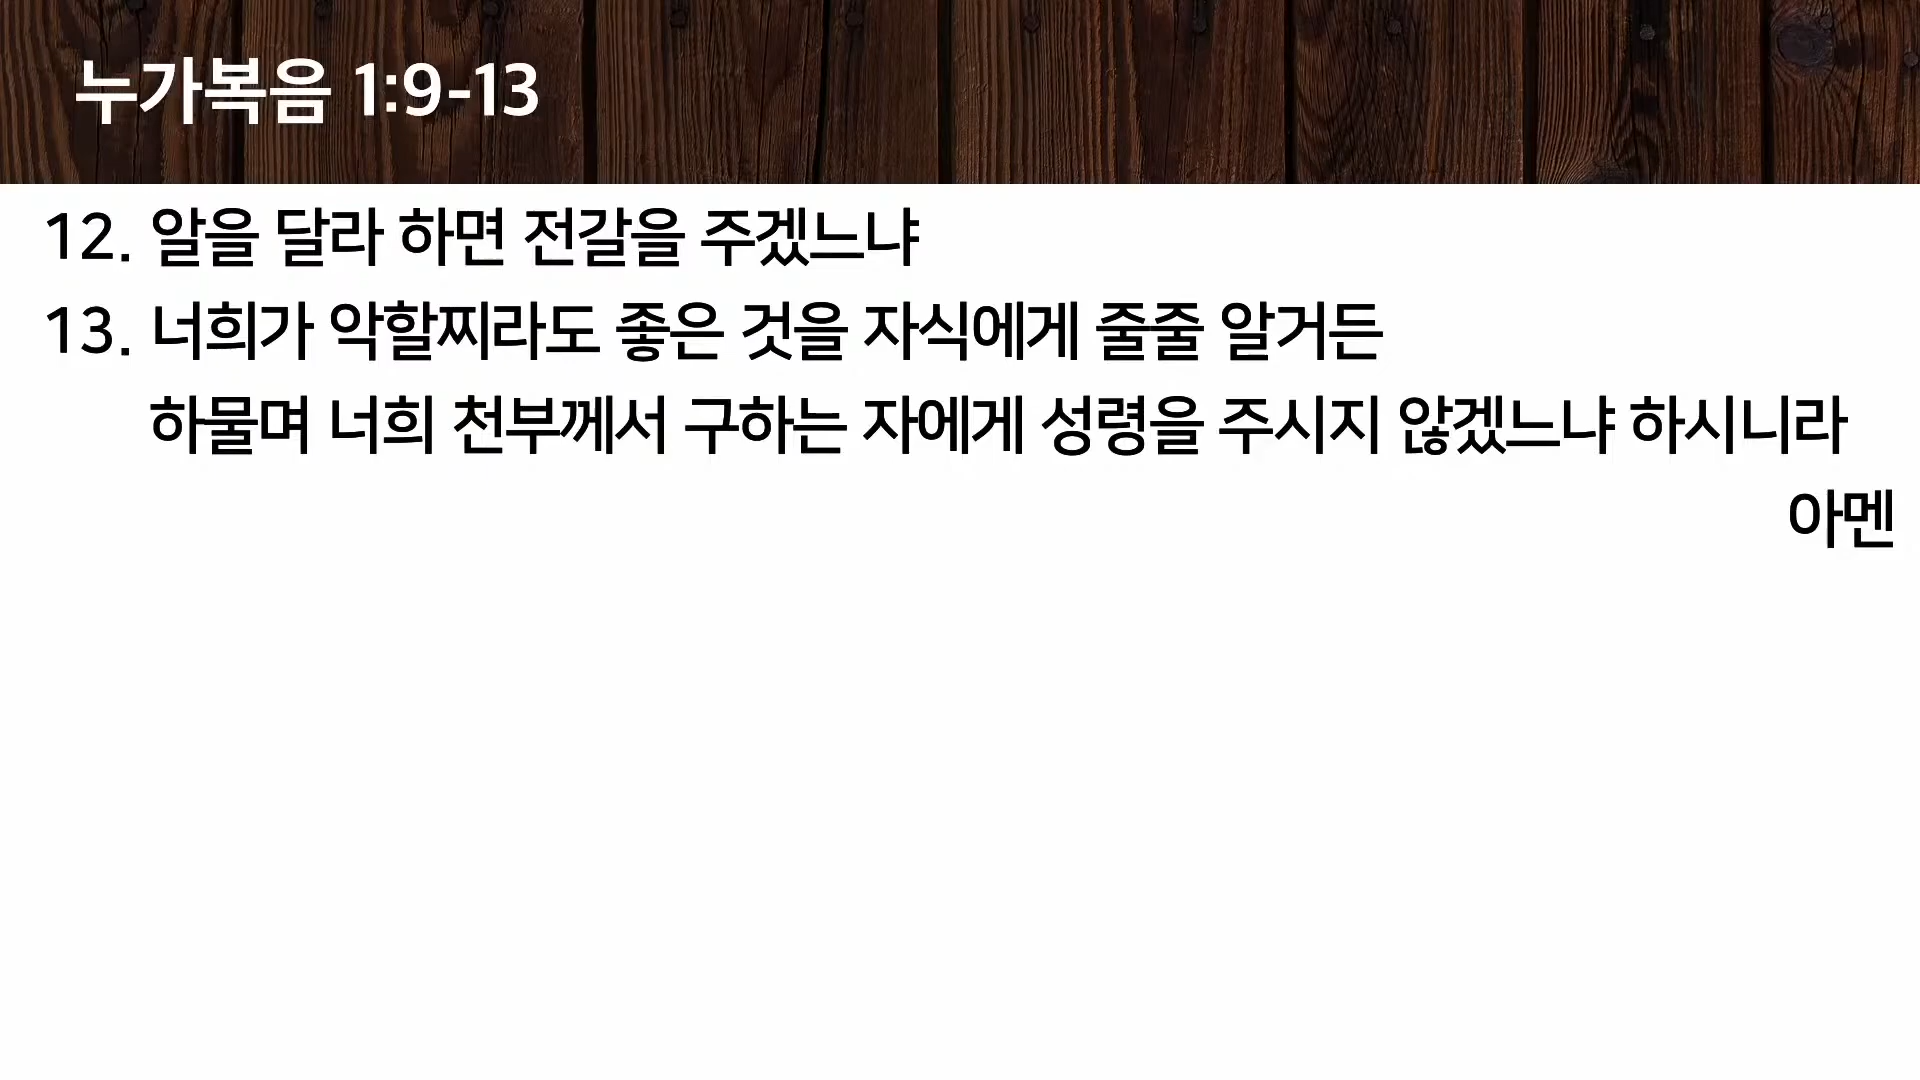 누가복음 1:9-13
12. 알을 달라 하면 전갈을 주겠느냐
13. 너희가 악할찌라도 좋은 것을 자식에게 줄줄 알거든
하물며 너희 천부께서 구하는 자에게 성령을 주시지 않겠느냐 하시니라
아멘